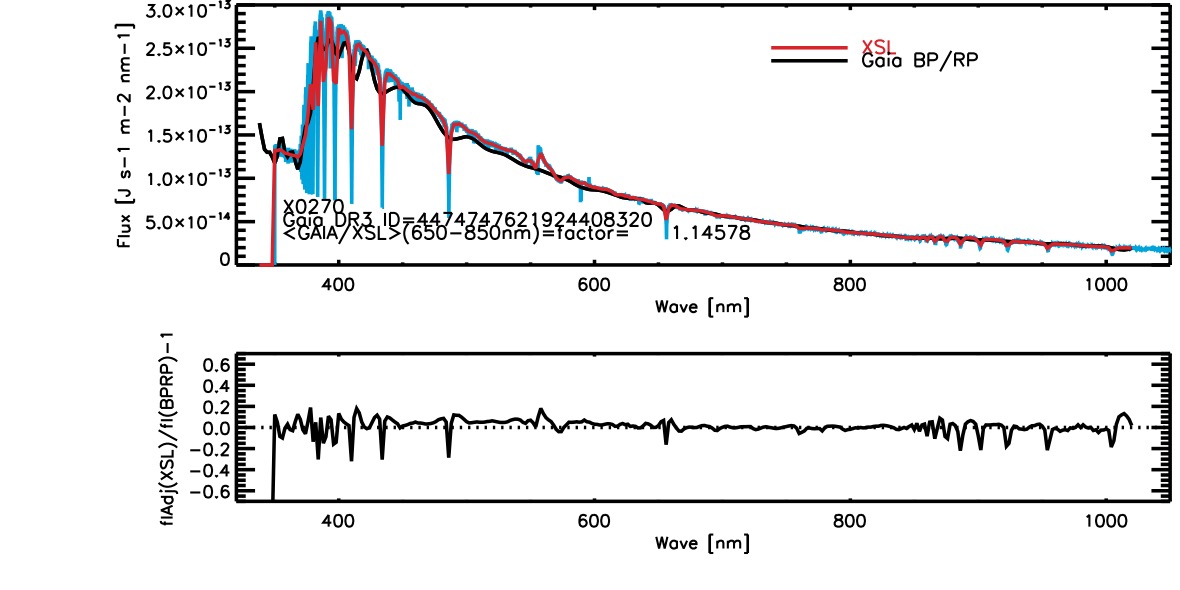 3.0×10−13
2.5×10−13
2.0×10−13
1.5×10−13
1.0×10−13
5.0×10−14
0
Flux [J s−1 m−2 nm−1]
XSL
Gaia BP/RP
X0270
Gaia DR3 ID=4474747621924408320
<GAIA/XSL>(650−850nm)=factor= 1.14578
400 600 800 1000
Wave [nm]
flAdj(XSL)/fl(BPRP)−1
0.6
0.4
0.2
0.0
−0.2
−0.4
−0.6
400 600 800 1000
Wave [nm]